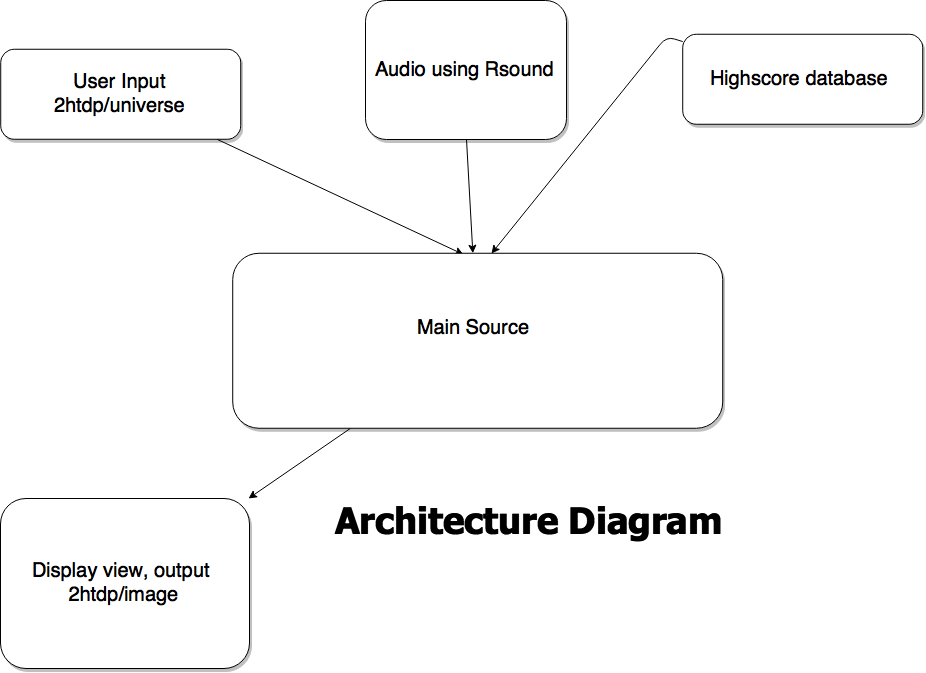 User Input
2htdp/universe
Audio using Rsound
Highscore database
Main Source
Architecture Diagram
Display view, output
2htdp/image